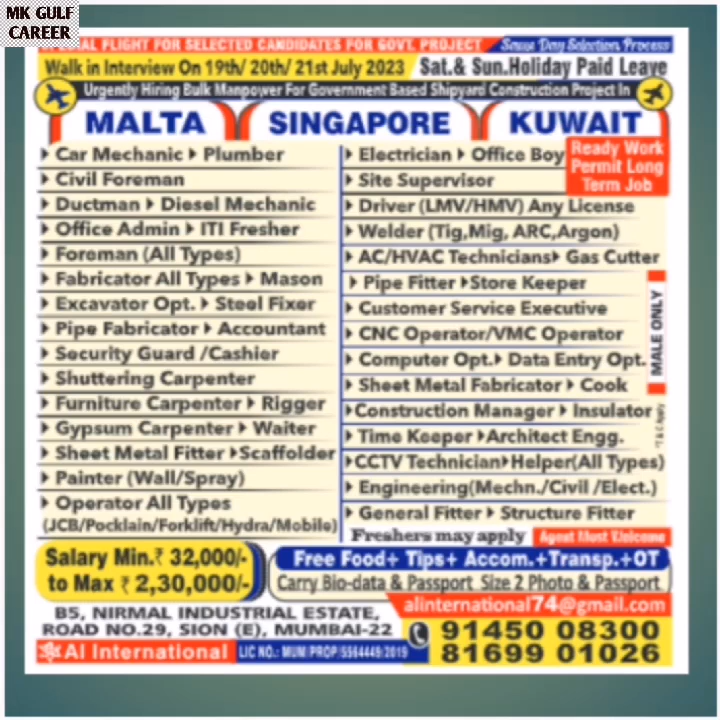 MK GULF
CAREER
FLIGHT FOR SELECTED CANDIDATES FOR GOVT. PROJECT Same Day Selection Process
Walk in Interview On 19th/ 20th/ 21st July 2023 Sat.& Sun.Holiday Paid Leave
Urgently Hiring Bulk Manpower For Government Based Shipyard Construction Project In
MALTA SINGAPORE KUWAIT
Car Mechanic Plumber
Civil Foreman
Ductman Diesel Mechanic
Office Admin ITI Fresher
Foreman (All Types)
Fabricator All Types Mason
Excavator Opt. Steel Fixer
Pipe Fabricator Accountant
Security Guard /Cashier
Shuttering Carpenter
Furniture Carpenter Rigger
Gypsum Carpenter Waiter
Sheet Metal Fitter Scaffolder
Painter (Wall/Spray)
Operator All Types
(JCB/Pocklain/Forklift/Hydra/Mobile)
Electrician Office Boy
Site Supervisor
Ready Work
Permit Long
Term Job
Driver (LMV/HMV) Any License
Welder (Tig,Mig, ARC,Argon)
AC/HVAC Technicians Gas Cutter
Pipe Fitter Store Keeper
Customer Service Executive
CNC Operator/VMC Operator
Computer Opt. Data Entry Opt.
Sheet Metal Fabricator Cook
Construction Manager Insulator
Time Keeper Architect Engg.
CCTV Technician Helper(All Types)
Engineering(Mechn./Civil /Elect.)
General Fitter Structure Fitter
MALE ONLY
*T & C Apply
Freshers may apply Agent Must Welcome
Salary Min.₹ 32,000/-
to Max ₹ 2,30,000/-
Free Food+ Tips+ Accom.+Transp.+OT
Carry Bio-data & Passport Size 2 Photo & Passport
alinternational74@gmail.com
B5, NIRMAL INDUSTRIAL ESTATE,
ROAD NO.29, SION (E), MUMBAI-22
91450 08300
81699 01026
Al International LIC NO.: MUM/PROP/5564449/2019